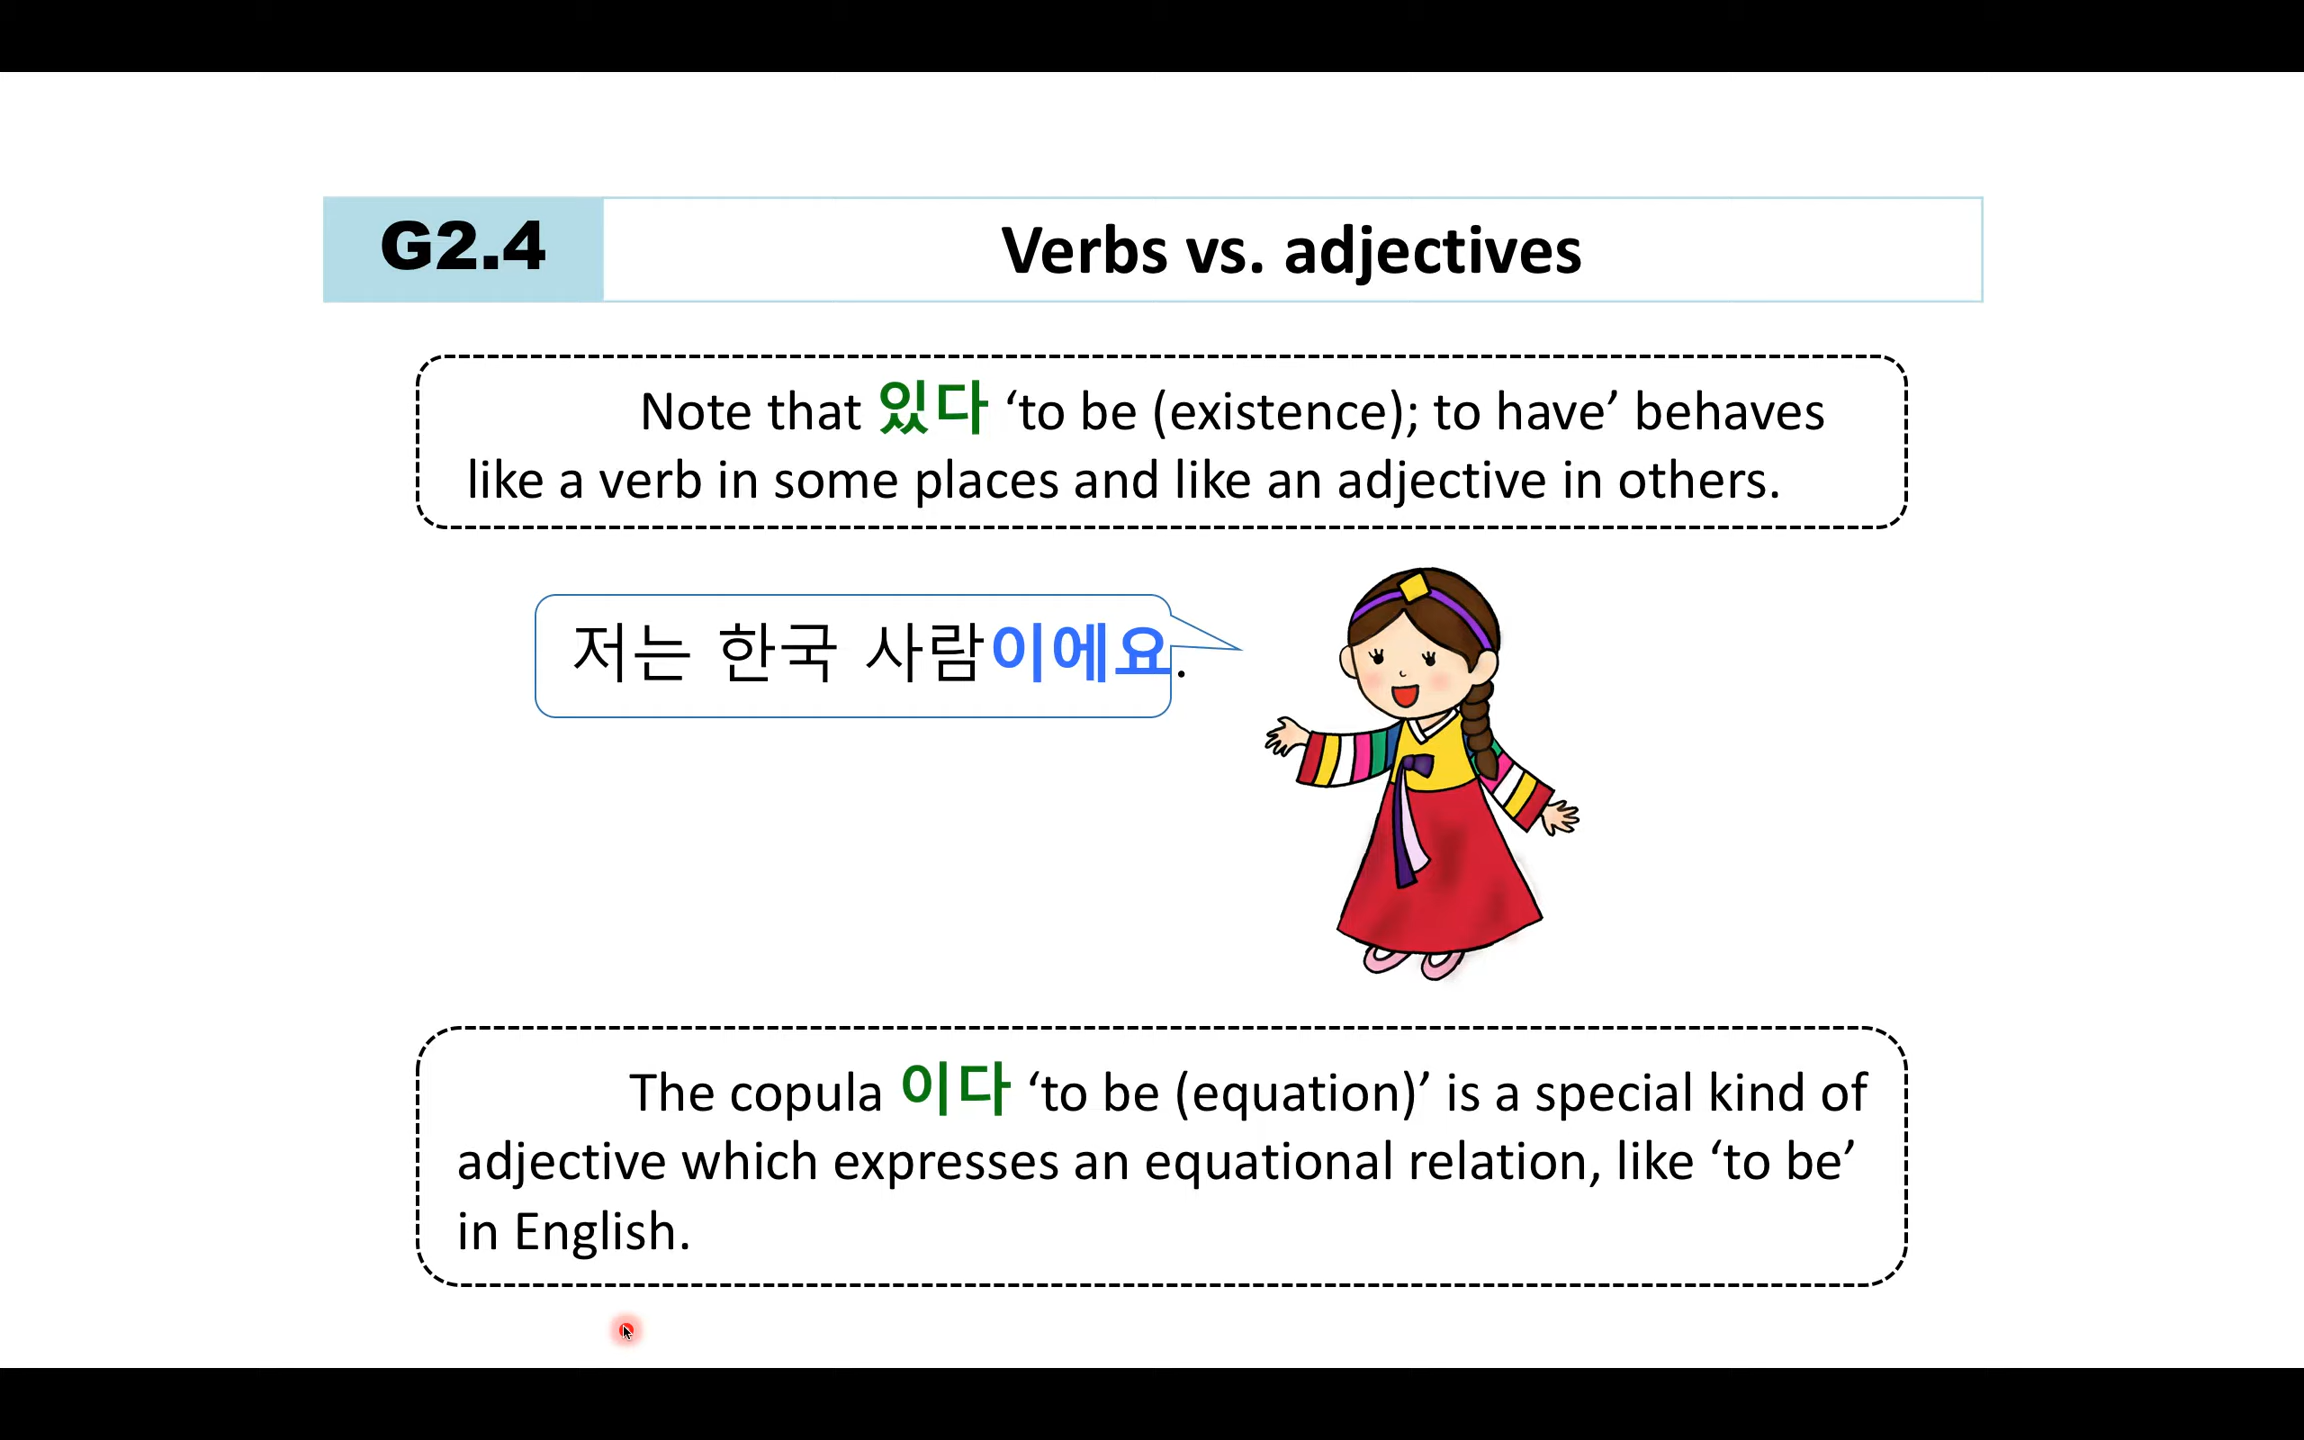 G2.4
Verbs vs. adjectives
Note that 있다 ‘to be (existence); to have’ behaves
like a verb in some places and like an adjective in others.
저는 한국 사람이에요.
The copula 이다 ‘to be (equation)’ is a special kind of
adjective which expresses an equational relation, like ‘to be’
in English.